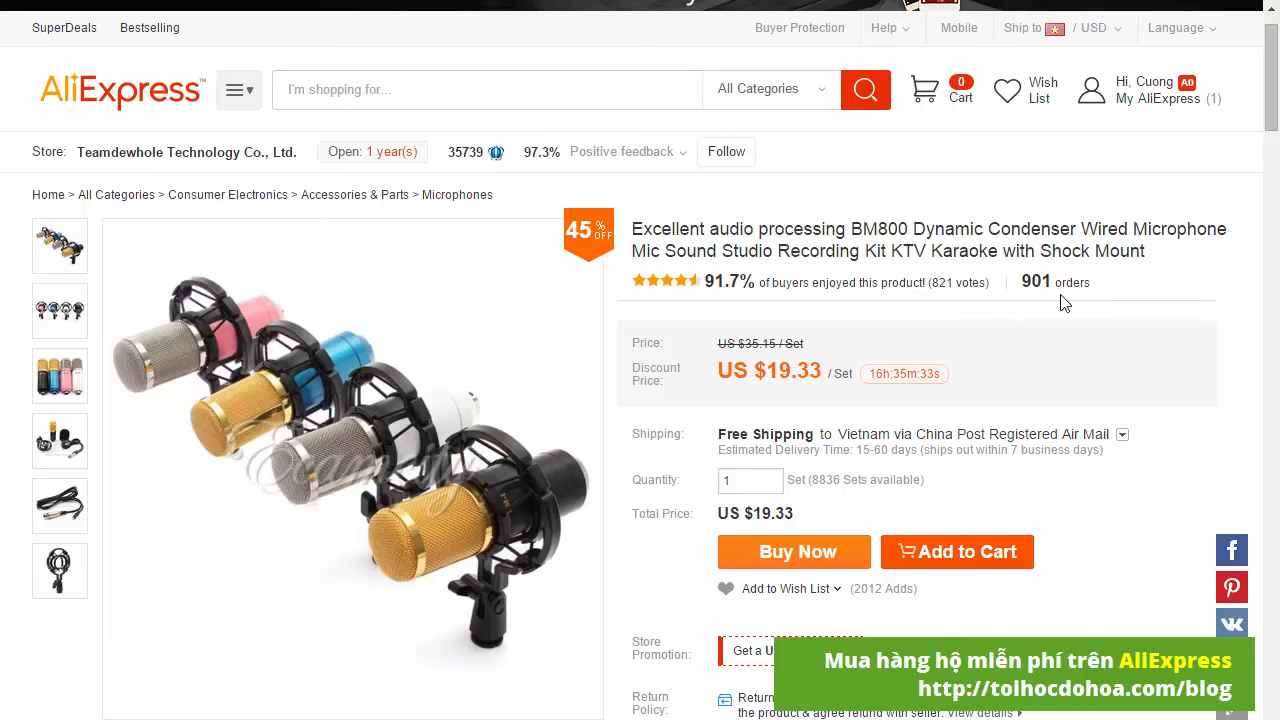 SuperDeals Bestselling Buyer Protection Help Mobile Ship to / USD Language
AliExpress™ I'm shopping for... All Categories 0 Cart Wish List Hi, Cuong A0 My AliExpress (1)
Store: Teamdewhole Technology Co., Ltd. Open: 1 year(s) 35739 97.3% Positive feedback Follow
Home > All Categories > Consumer Electronics > Accessories & Parts > Microphones
45 % OFF
Excellent audio processing BM800 Dynamic Condenser Wired Microphone
Mic Sound Studio Recording Kit KTV Karaoke with Shock Mount
91.7% of buyers enjoyed this product! (821 votes) 901 orders
Price: US $35.15 / Set
Discount Price: US $19.33 / Set 16h:35m:33s
Shipping: Free Shipping to Vietnam via China Post Registered Air Mail
Estimated Delivery Time: 15-60 days (ships out within 7 business days)
Quantity: 1 Set (8836 Sets available)
Total Price: US $19.33
Buy Now Add to Cart
Add to Wish List (2012 Adds)
Store Promotion: Get a U
Return Policy: Return
the product & agree refund with seller. View details
Mua hàng hộ miễn phí trên AliExpress
http://toihocdohoa.com/blog